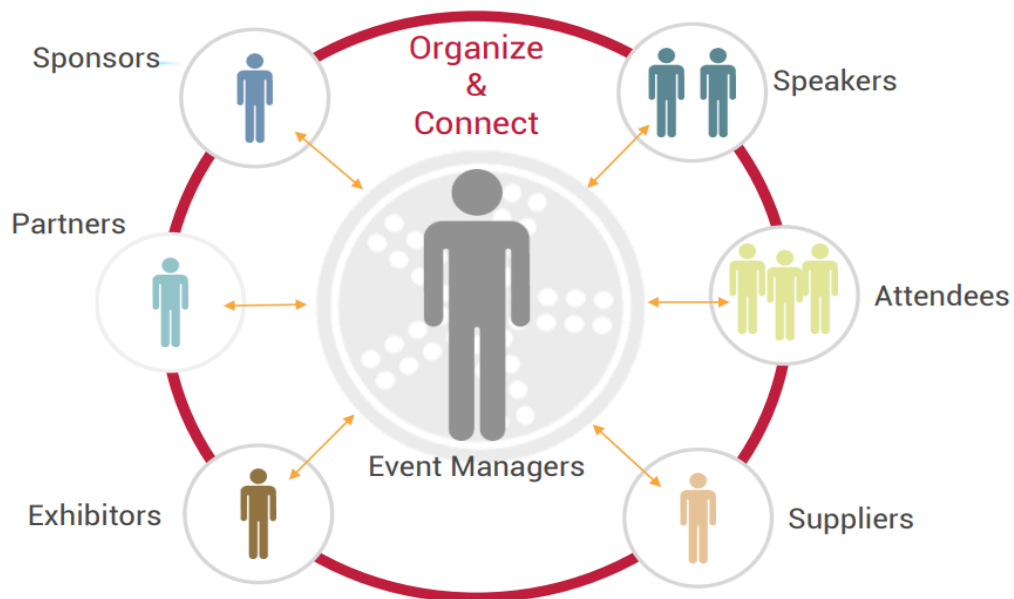 Organize
&
Connect
Sponsors
Speakers
Partners
Attendees
Event Managers
Exhibitors
Suppliers